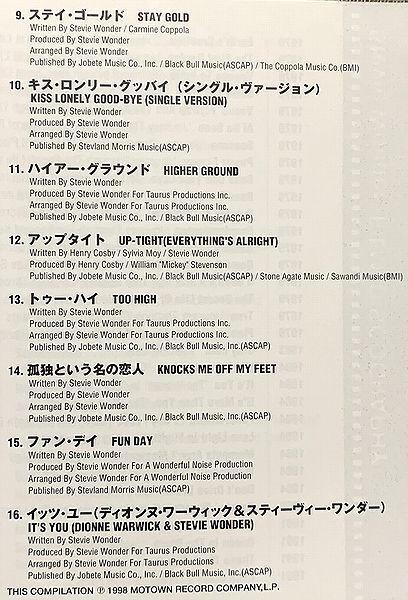 9. ステイ・ゴールド STAY GOLD
Written By Stevie Wonder / Carmine Coppola
Produced By Stevie Wonder
Arranged By Stevie Wonder
Published By Jobete Music Co., Inc. / Black Bull Music(ASCAP) / The Coppola Music Co.(BMI)
10. キス・ロンリー・グッバイ（シングル・ヴァージョン）
KISS LONELY GOOD-BYE (SINGLE VERSION)
Written By Stevie Wonder
Produced By Stevie Wonder
Arranged By Stevie Wonder
Published By Stevland Morris Music(ASCAP)
11. ハイアー・グラウンド HIGHER GROUND
Written By Stevie Wonder
Produced By Stevie Wonder For Taurus Productions Inc.
Arranged By Stevie Wonder For Taurus Productions Inc.
Published By Jobete Music Co., Inc. / Black Bull Music(ASCAP)
12. アップタイト UP-TIGHT(EVERYTHING'S ALRIGHT)
Written By Henry Cosby / Sylvia Moy / Stevie Wonder
Produced By Henry Cosby / William "Mickey" Stevenson
Published By Jobete Music Co., Inc. / Black Bull Music(ASCAP) / Stone Agate Music / Sawandi Music(BMI)
13. トゥー・ハイ TOO HIGH
Written By Stevie Wonder
Produced By Stevie Wonder For Taurus Productions Inc.
Arranged By Stevie Wonder For Taurus Productions Inc.
Published By Jobete Music Co., Inc. / Black Bull Music, Inc.(ASCAP)
14. 孤独という名の恋人 KNOCKS ME OFF MY FEET
Written By Stevie Wonder
Produced By Stevie Wonder
Arranged By Stevie Wonder
Published By Jobete Music Co., Inc. / Black Bull Music, Inc.(ASCAP)
15. ファン・デイ FUN DAY
Written By Stevie Wonder
Produced By Stevie Wonder For A Wonderful Noise Production
Arranged By Stevie Wonder For A Wonderful Noise Production
Published By Stevland Morris Music(ASCAP)
16. イッツ・ユー（ディオンヌ・ワーウィック＆スティーヴィー・ワンダー）
IT'S YOU (DIONNE WARWICK & STEVIE WONDER)
Written By Stevie Wonder
Produced By Stevie Wonder For Taurus Productions
Arranged By Stevie Wonder For Taurus Productions
Published By Jobete Music Co., Inc. / Black Bull Music, Inc.(ASCAP)
THIS COMPILATION ℗ 1998 MOTOWN RECORD COMPANY,L.P.